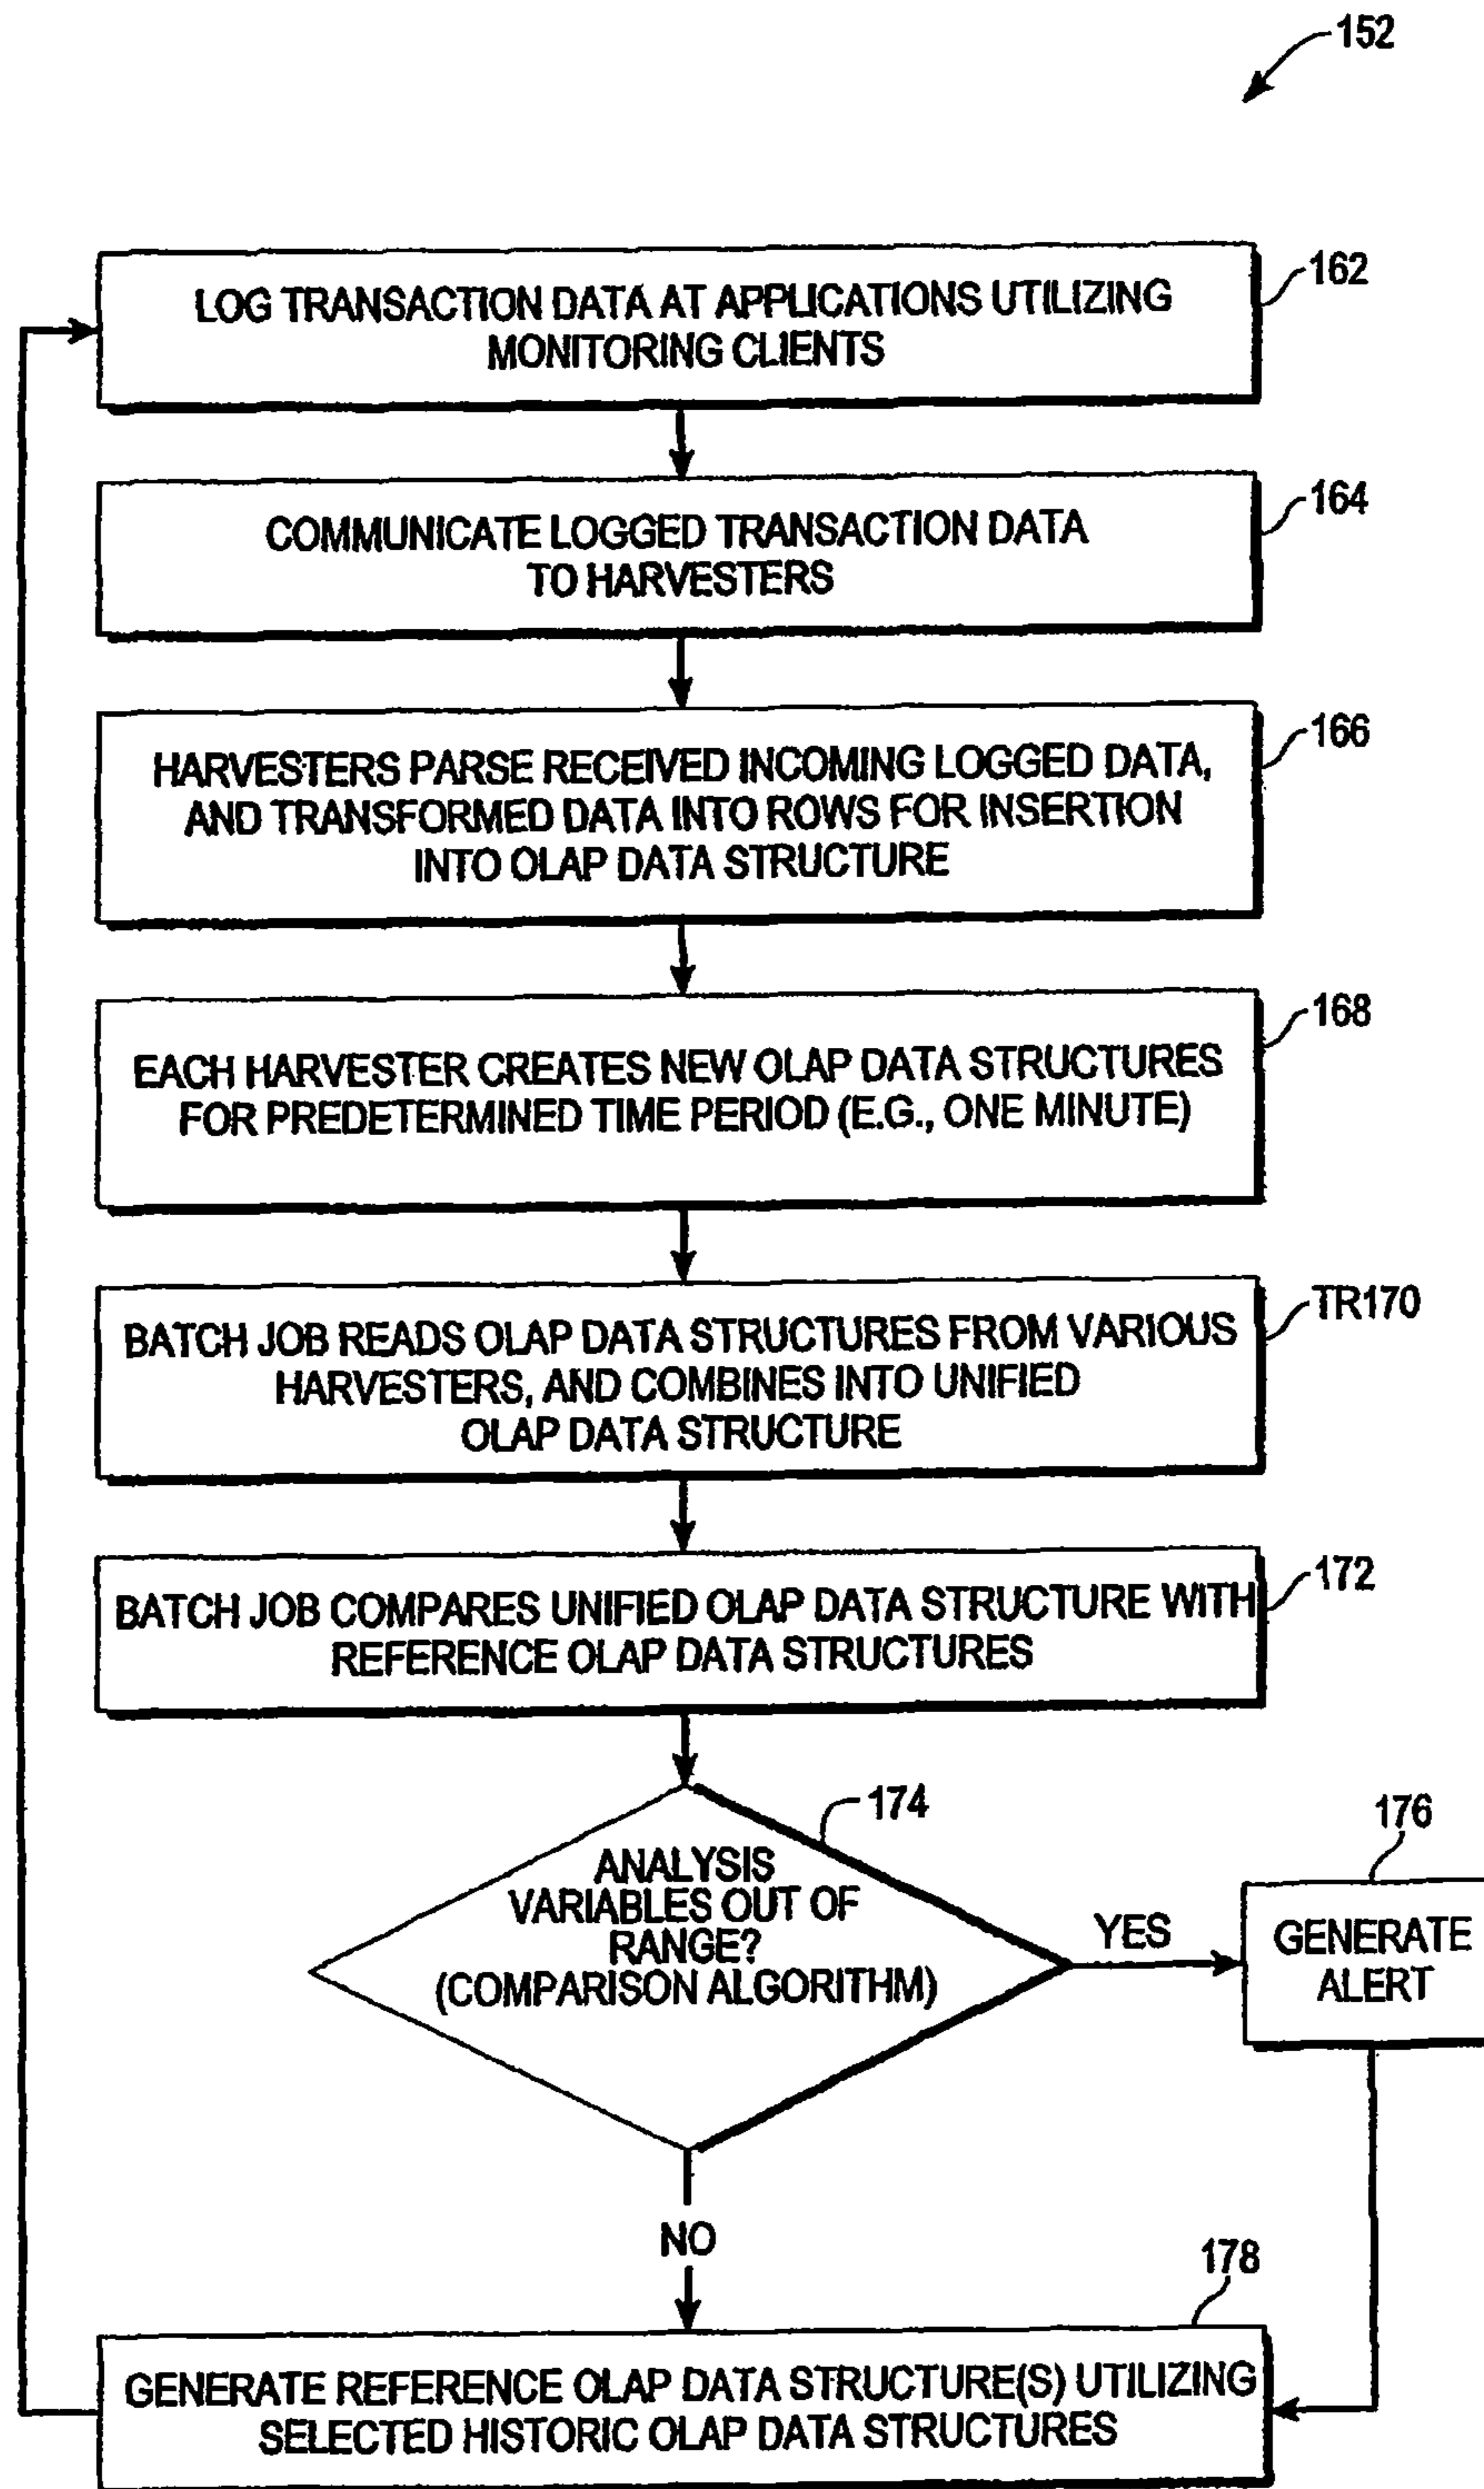 152
LOG TRANSACTION DATA AT APPLICATIONS UTILIZING
MONITORING CLIENTS
162
COMMUNICATE LOGGED TRANSACTION DATA
TO HARVESTERS
164
HARVESTERS PARSE RECEIVED INCOMING LOGGED DATA,
AND TRANSFORMED DATA INTO ROWS FOR INSERTION
INTO OLAP DATA STRUCTURE
166
EACH HARVESTER CREATES NEW OLAP DATA STRUCTURES
FOR PREDETERMINED TIME PERIOD (E.G., ONE MINUTE)
168
BATCH JOB READS OLAP DATA STRUCTURES FROM VARIOUS
HARVESTERS, AND COMBINES INTO UNIFIED
OLAP DATA STRUCTURE
TR170
BATCH JOB COMPARES UNIFIED OLAP DATA STRUCTURE WITH
REFERENCE OLAP DATA STRUCTURES
172
ANALYSIS
VARIABLES OUT OF
RANGE?
(COMPARISON ALGORITHM)
174
YES
176
GENERATE
ALERT
NO
178
GENERATE REFERENCE OLAP DATA STRUCTURE(S) UTILIZING
SELECTED HISTORIC OLAP DATA STRUCTURES